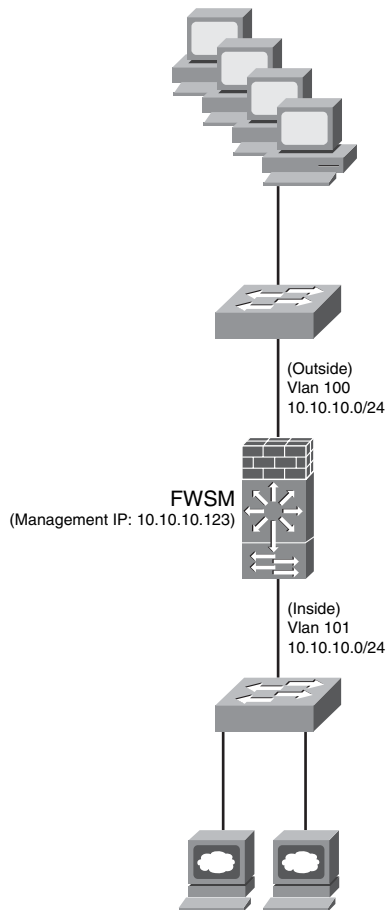 (Outside)
Vlan 100
10.10.10.0/24
FWSM
(Management IP: 10.10.10.123)
(Inside)
Vlan 101
10.10.10.0/24